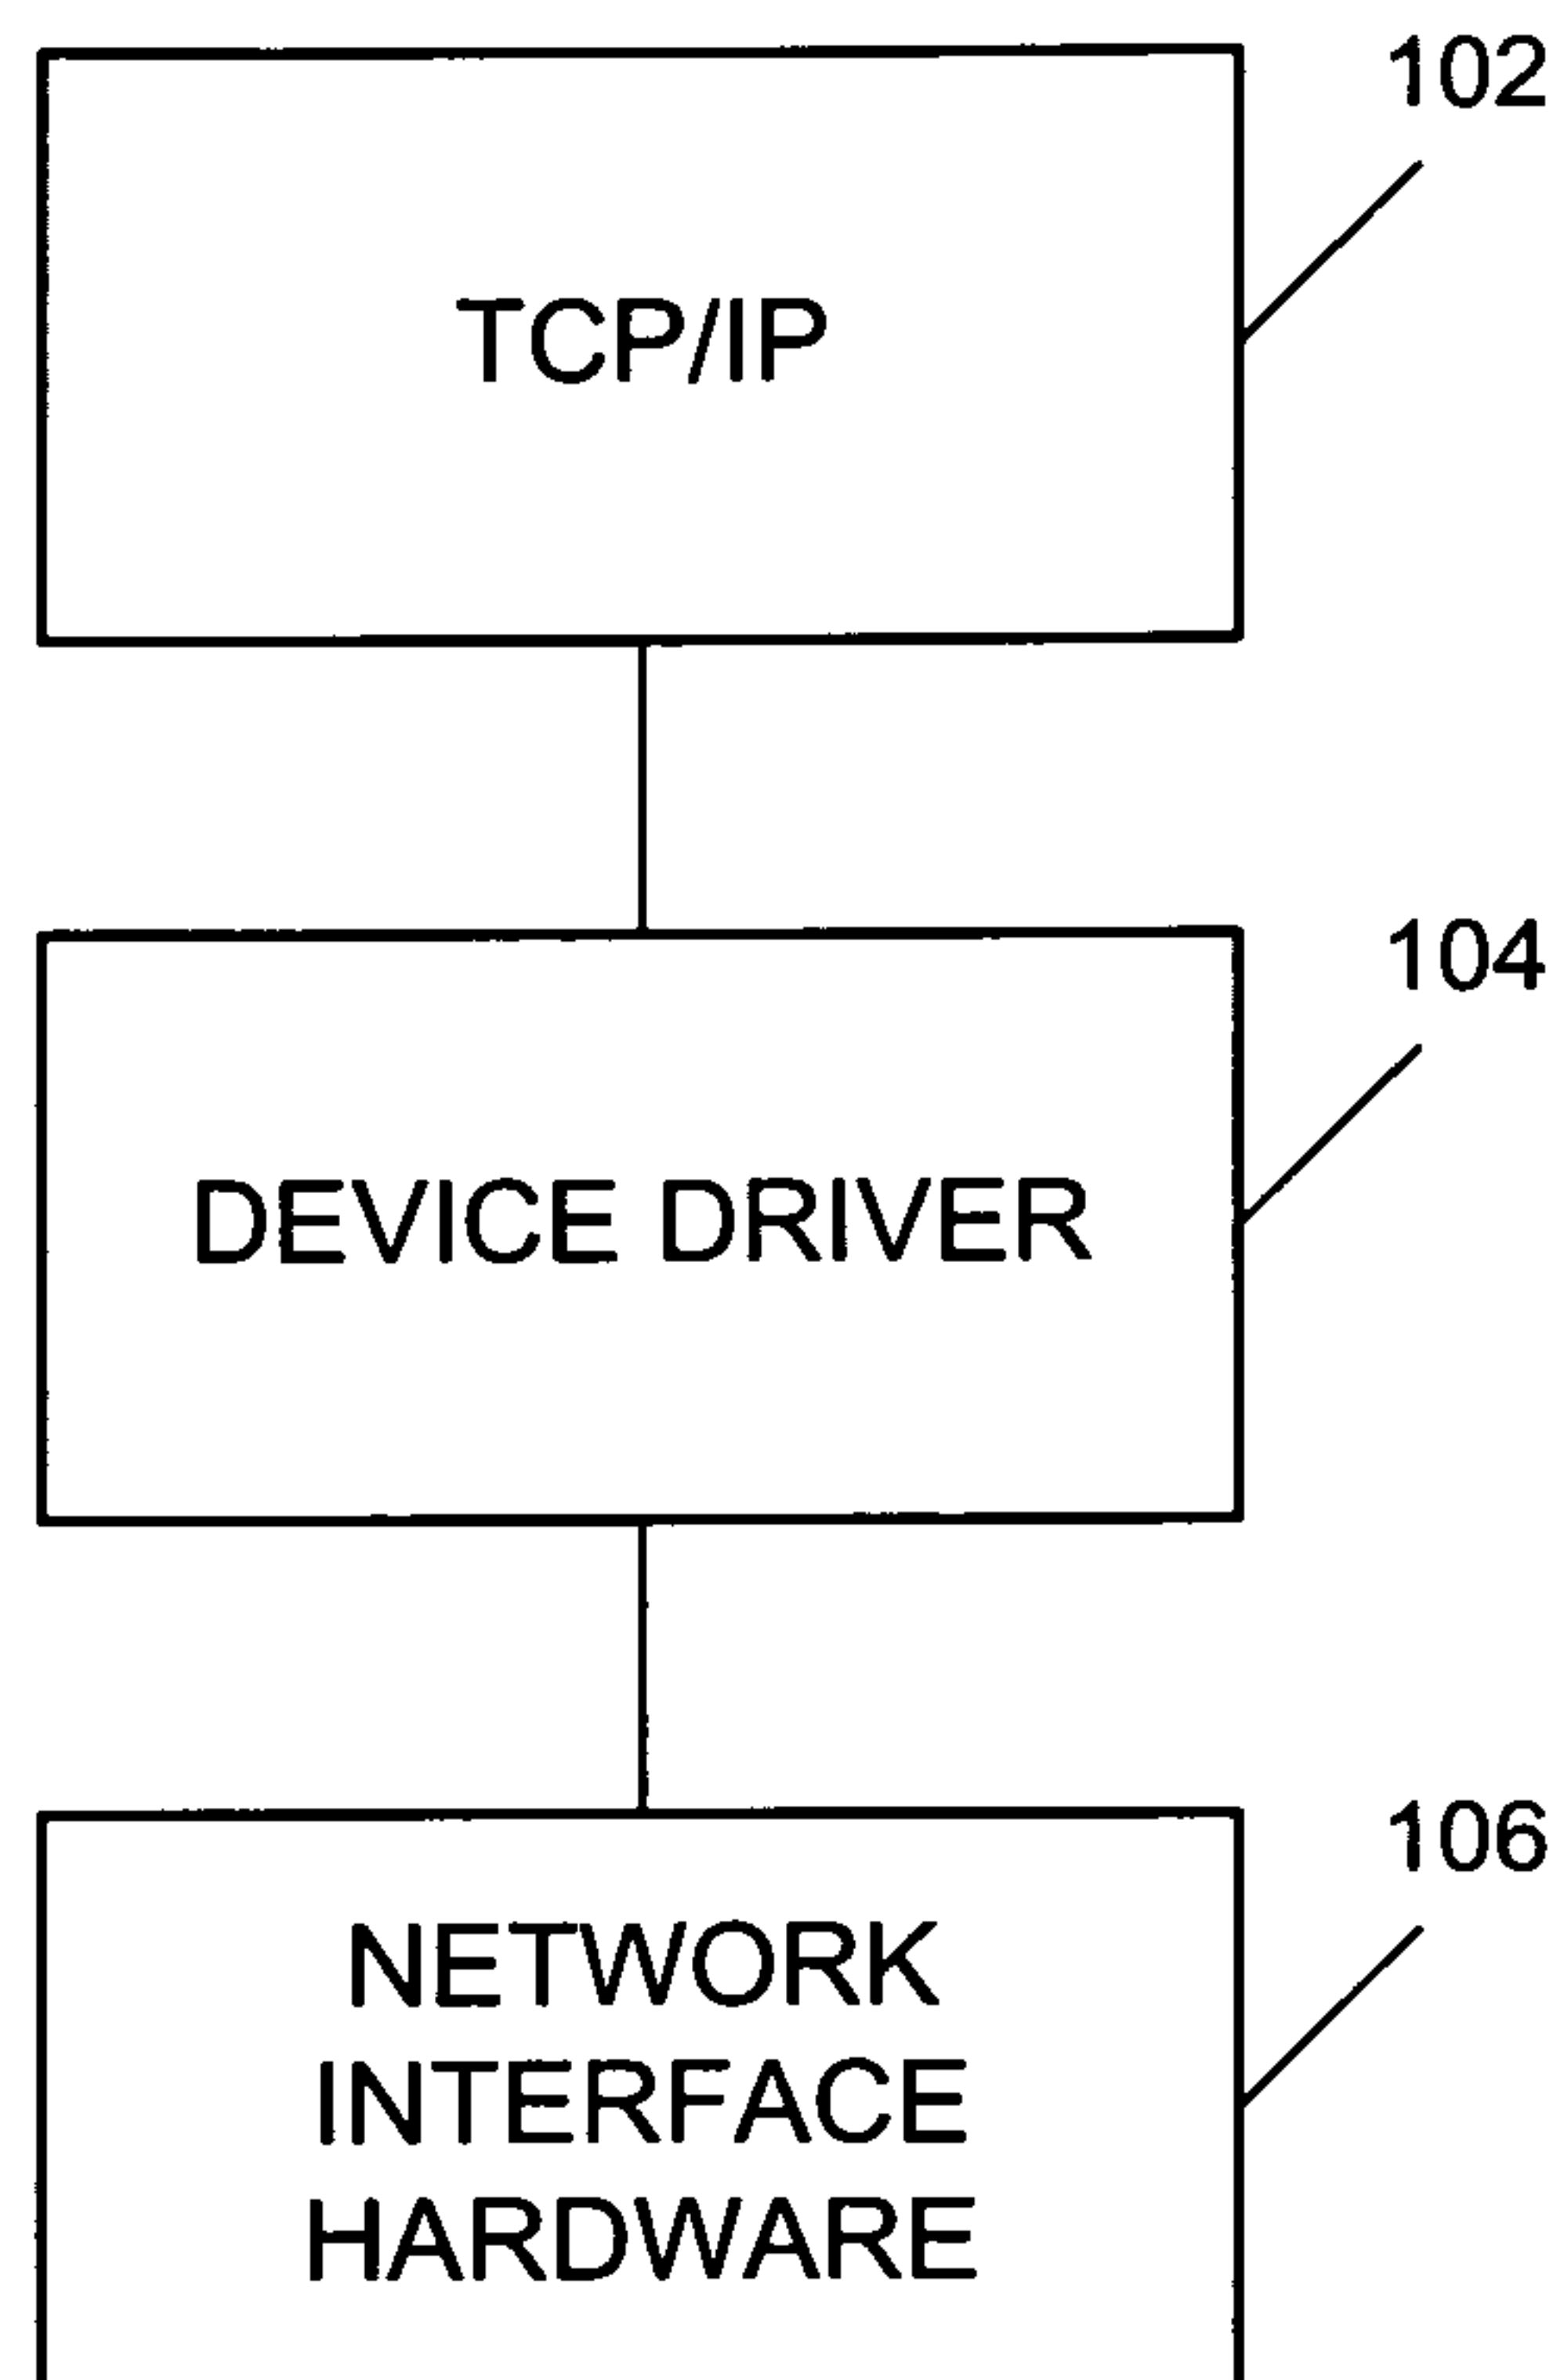 102
TCP/IP
104
DEVICE DRIVER
106
NETWORK
INTERFACE
HARDWARE